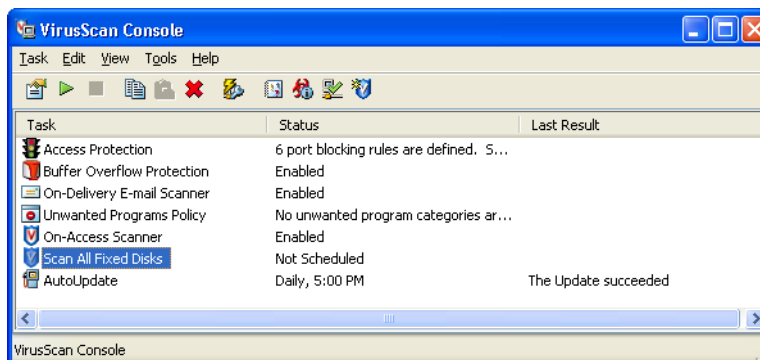 VirusScan Console
Task Edit View Tools Help
Task Status Last Result
Access Protection 6 port blocking rules are defined. S...
Buffer Overflow Protection Enabled
On-Delivery E-mail Scanner Enabled
Unwanted Programs Policy No unwanted program categories ar...
On-Access Scanner Enabled
Scan All Fixed Disks Not Scheduled
AutoUpdate Daily, 5:00 PM The Update succeeded
VirusScan Console